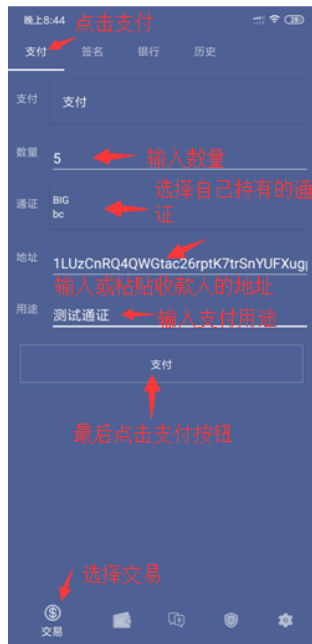 晚上8:44
点击支付
28
支付 签名 银行 历史
支付 支付
数量 5
输入数量
选择自己持有的通证
通证 BIG
bc
地址 1LUzCnRQ4QWGtac26rptK7trSnYUFXug
输入或粘贴收款人的地址
用途 测试通证
输入支付用途
支付
最后点击支付按钮
选择交易
交易